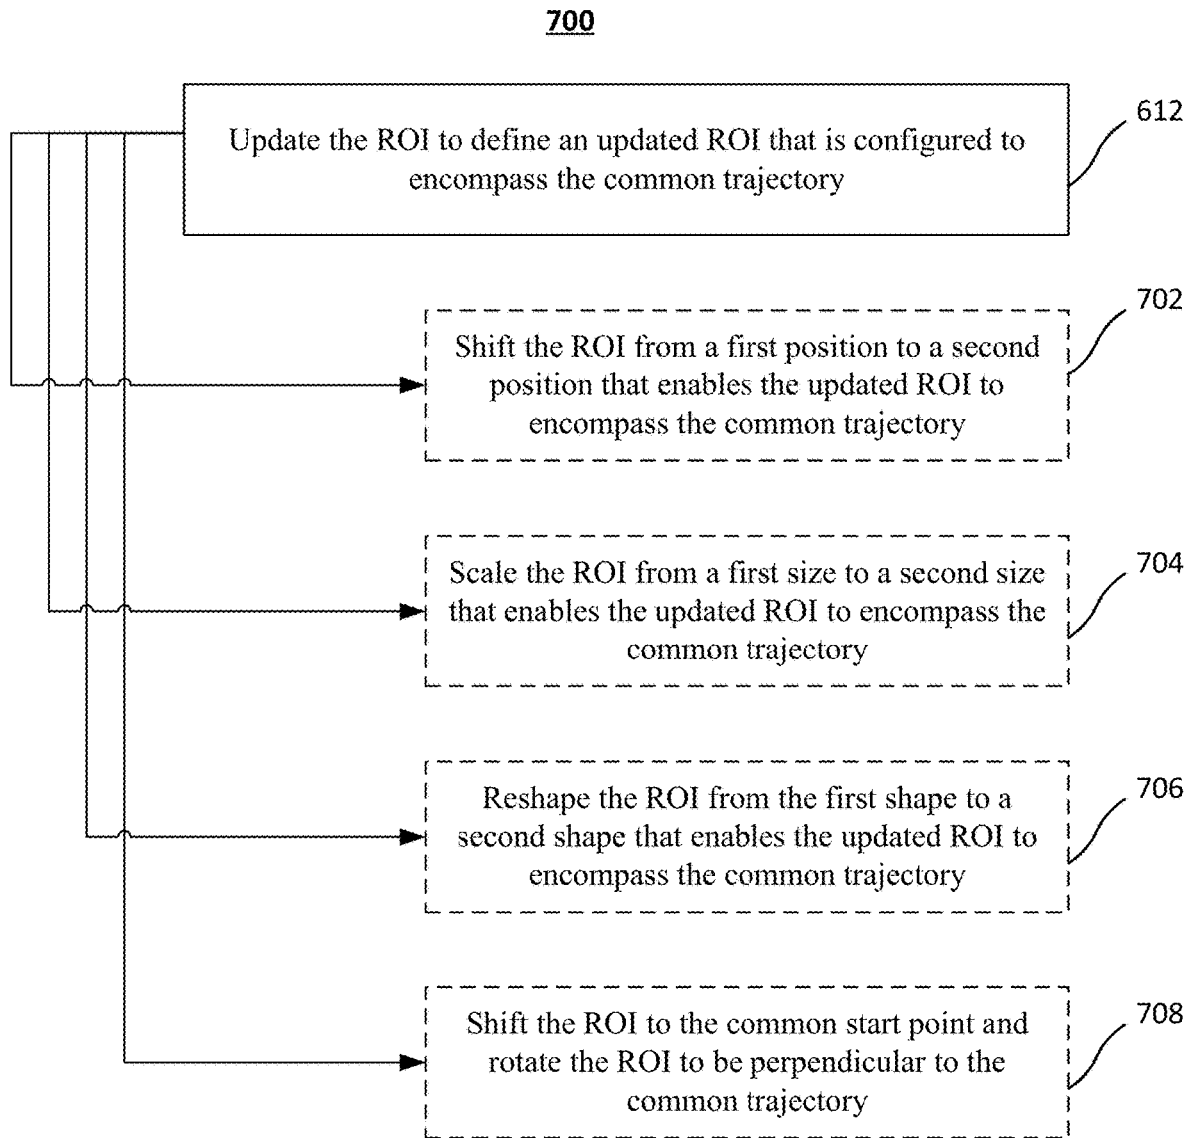 700
Update the ROI to define an updated ROI that is configured to
encompass the common trajectory
612
Shift the ROI from a first position to a second
position that enables the updated ROI to
encompass the common trajectory
702
Scale the ROI from a first size to a second size
that enables the updated ROI to encompass the
common trajectory
704
Reshape the ROI from the first shape to a
second shape that enables the updated ROI to
encompass the common trajectory
706
Shift the ROI to the common start point and
rotate the ROI to be perpendicular to the
common trajectory
708